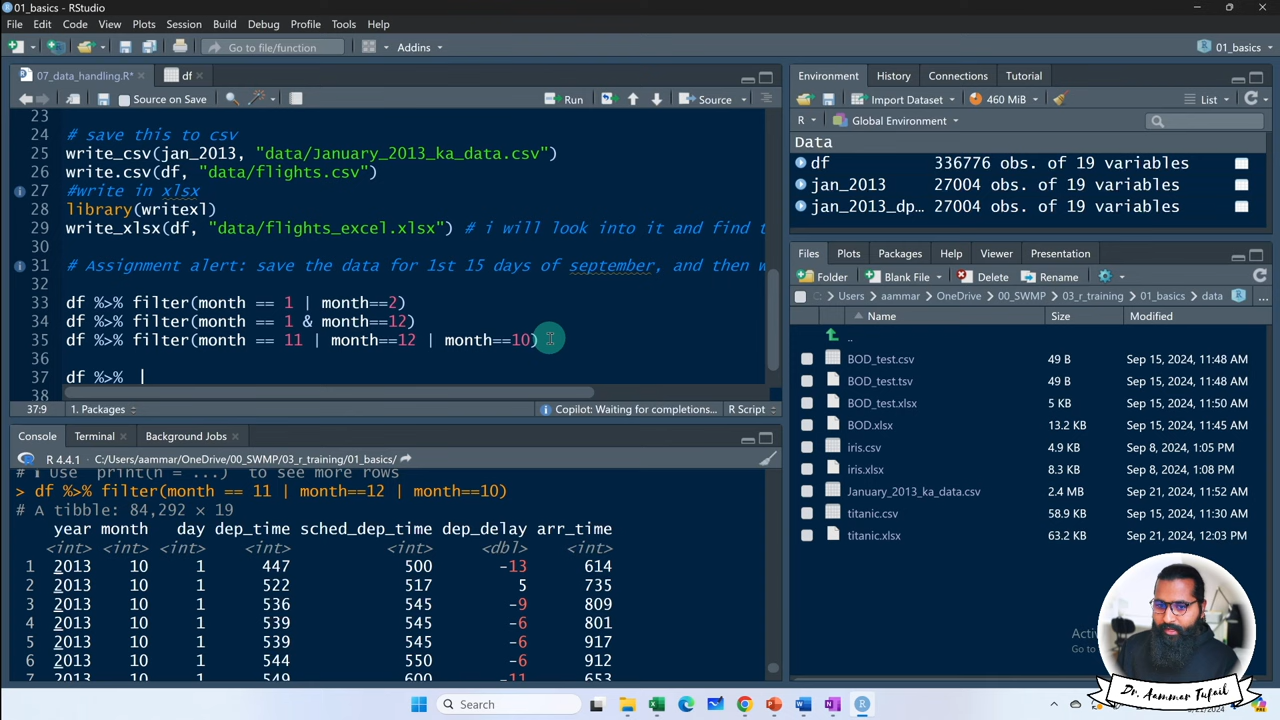 01_basics - RStudio
File Edit Code View Plots Session Build Debug Profile Tools Help
Go to file/function Addins 01_basics
07_data_handling.R* df
Source on Save Run Source
23
24 # save this to csv
25 write_csv(jan_2013, "data/January_2013_ka_data.csv")
26 write.csv(df, "data/flights.csv")
27 #write in xlsx
28 library(writexl)
29 write_xlsx(df, "data/flights_excel.xlsx") # i will look into it and find t
30
31 # Assignment alert: save the data for 1st 15 days of september, and then w
32
33 df %>% filter(month == 1 | month==2)
34 df %>% filter(month == 1 & month==12)
35 df %>% filter(month == 11 | month==12 | month==10)
36
37 df %>%
38
37:9 1. Packages Copilot: Waiting for completions... R Script
Console Terminal Background Jobs
R 4.4.1 · C:/Users/aammar/OneDrive/00_SWMP/03_r_training/01_basics/
# i Use `print(n = ...)` to see more rows
> df %>% filter(month == 11 | month==12 | month==10)
# A tibble: 84,292 × 19
year month day dep_time sched_dep_time dep_delay arr_time
<int> <int> <int> <int> <int> <dbl> <int>
1 2013 10 1 447 500 -13 614
2 2013 10 1 522 517 5 735
3 2013 10 1 536 545 -9 809
4 2013 10 1 539 545 -6 801
5 2013 10 1 539 545 -6 917
6 2013 10 1 544 550 -6 912
7 2013 10 1 549 600 -11 653
Environment History Connections Tutorial
Import Dataset 460 MiB List
R Global Environment
Data
df 336776 obs. of 19 variables
jan_2013 27004 obs. of 19 variables
jan_2013_dp… 27004 obs. of 19 variables
Files Plots Packages Help Viewer Presentation
Folder Blank File Delete Rename
C: Users aammar OneDrive 00_SWMP 03_r_training 01_basics data ...
Name Size Modified
..
BOD_test.csv 49 B Sep 15, 2024, 11:48 AM
BOD_test.tsv 49 B Sep 15, 2024, 11:48 AM
BOD_test.xlsx 5 KB Sep 15, 2024, 11:50 AM
BOD.xlsx 13.2 KB Sep 15, 2024, 11:45 AM
iris.csv 4.9 KB Sep 8, 2024, 1:05 PM
iris.xlsx 8.3 KB Sep 8, 2024, 1:08 PM
January_2013_ka_data.csv 2.4 MB Sep 21, 2024, 11:52 AM
titanic.csv 58.9 KB Sep 15, 2024, 11:30 AM
titanic.xlsx 63.2 KB Sep 21, 2024, 12:03 PM
Go to
Dr. Aammar Tufail
Search